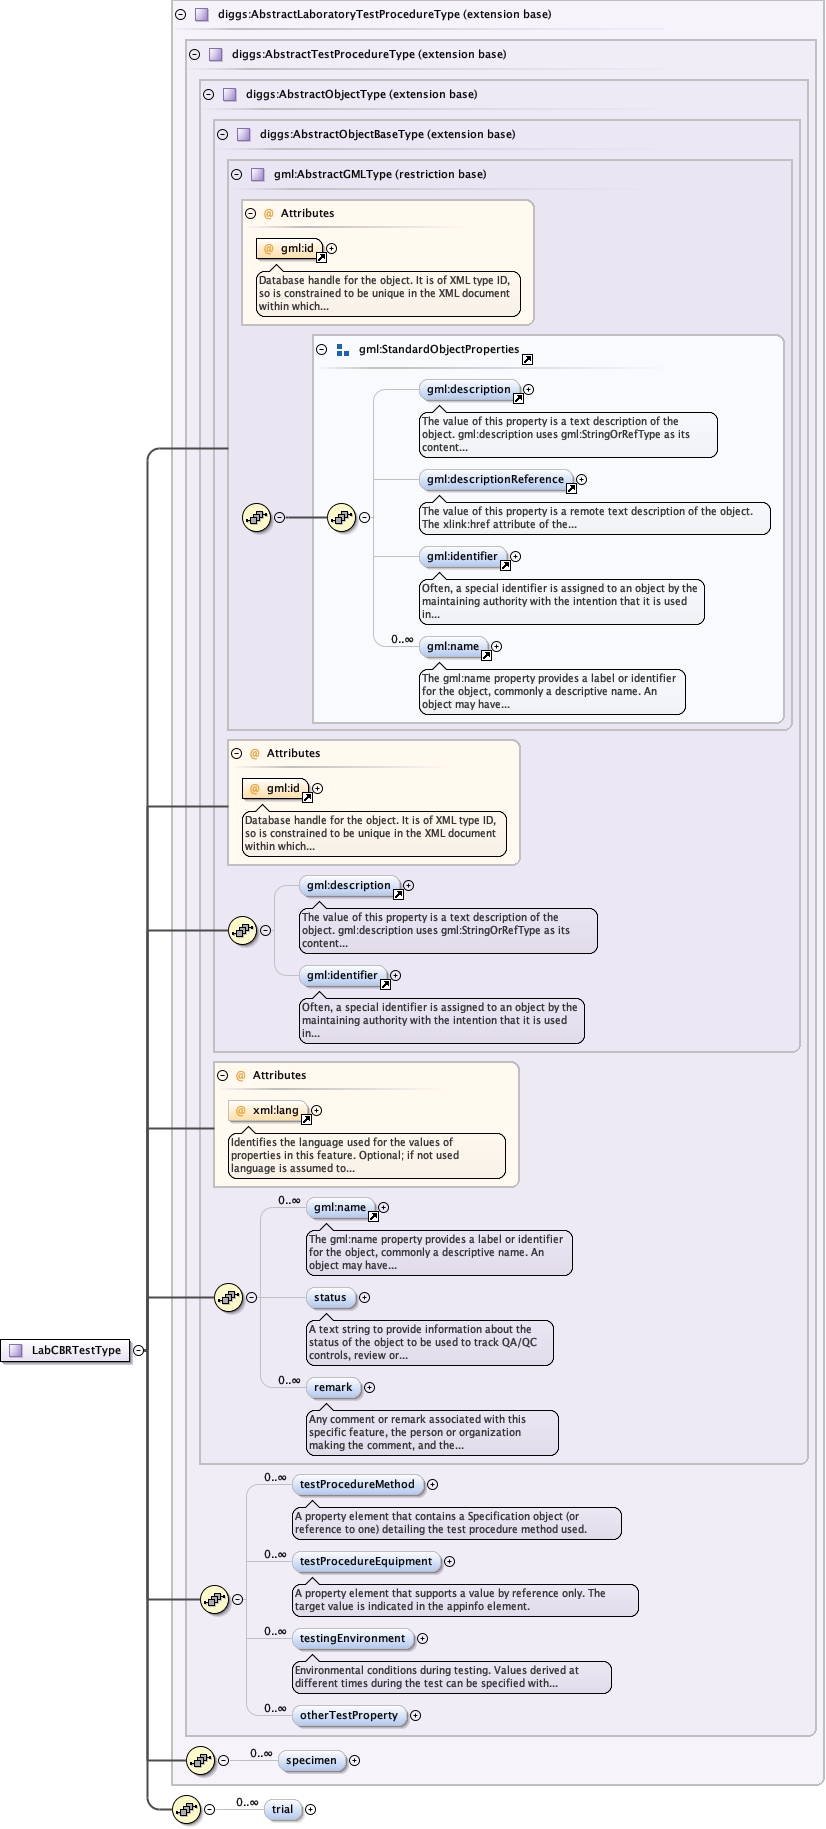 diggs:AbstractLaboratoryTestProcedureType (extension base)
diggs:AbstractTestProcedureType (extension base)
diggs:AbstractObjectType (extension base)
diggs:AbstractObjectBaseType (extension base)
gml:AbstractGMLType (restriction base)
@ Attributes
@ gml:id
Database handle for the object. It is of XML type ID,
so is constrained to be unique in the XML document
within which...
gml:StandardObjectProperties
gml:description
The value of this property is a text description of the
object. gml:description uses gml:StringOrRefType as its
content...
gml:descriptionReference
The value of this property is a remote text description of the object.
The xlink:href attribute of the...
gml:identifier
Often, a special identifier is assigned to an object by the
maintaining authority with the intention that it is used
in...
0..∞
gml:name
The gml:name property provides a label or identifier
for the object, commonly a descriptive name. An
object may have...
@ Attributes
@ gml:id
Database handle for the object. It is of XML type ID,
so is constrained to be unique in the XML document
within which...
gml:description
The value of this property is a text description of the
object. gml:description uses gml:StringOrRefType as its
content...
gml:identifier
Often, a special identifier is assigned to an object by the
maintaining authority with the intention that it is used
in...
@ Attributes
@ xml:lang
Identifies the language used for the values of
properties in this feature. Optional; if not used
language is assumed to...
0..∞
gml:name
The gml:name property provides a label or identifier
for the object, commonly a descriptive name. An
object may have...
status
A text string to provide information about the
status of the object to be used to track QA/QC
controls, review or...
LabCBRTestType
0..∞
remark
Any comment or remark associated with this
specific feature, the person or organization
making the comment, and the...
0..∞
testProcedureMethod
A property element that contains a Specification object (or
reference to one) detailing the test procedure method used.
0..∞
testProcedureEquipment
A property element that supports a value by reference only. The
target value is indicated in the appinfo element.
0..∞
testingEnvironment
Environmental conditions during testing. Values derived at
different times during the test can be specified with...
0..∞
otherTestProperty
0..∞
specimen
0..∞
trial